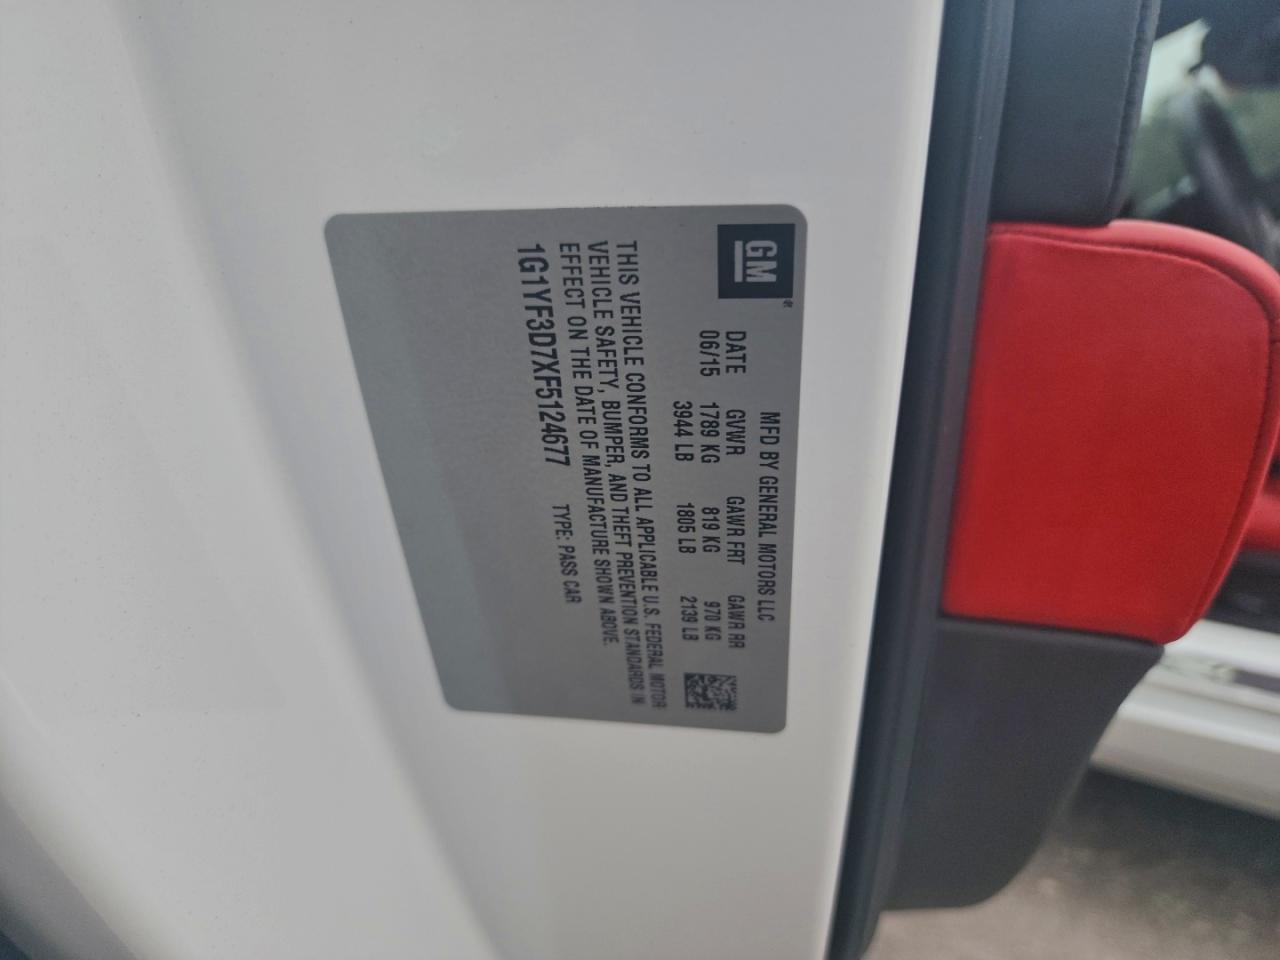 GM
MFD BY GENERAL MOTORS LLC
DATE GVWR GAWR FRT GAWR RR
06/15 1789 KG 819 KG 970 KG
3944 LB 1805 LB 2139 LB
THIS VEHICLE CONFORMS TO ALL APPLICABLE U.S. FEDERAL MOTOR
VEHICLE SAFETY, BUMPER, AND THEFT PREVENTION STANDARDS IN
EFFECT ON THE DATE OF MANUFACTURE SHOWN ABOVE.
1G1YF3D7XF5124677 TYPE: PASS CAR